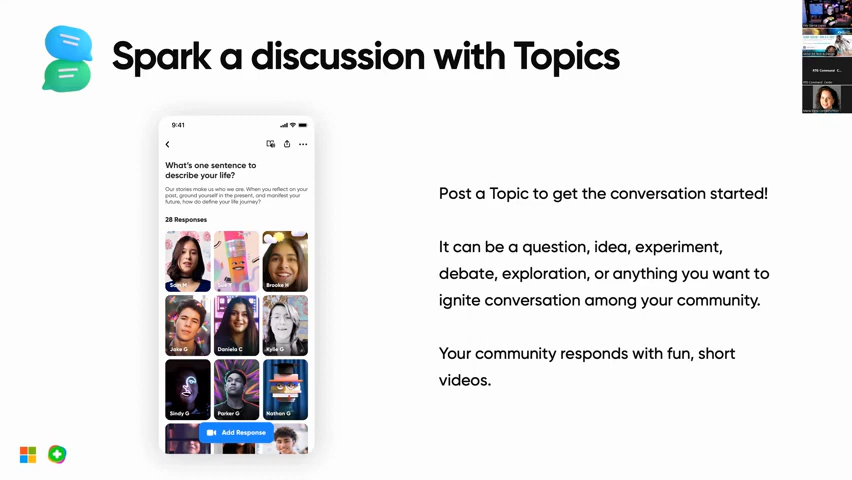 Spark a discussion with Topics
9:41
What's one sentence to
describe your life?
Our stories make us who we are. When you reflect on your
past, ground yourself in the present, and manifest your
future, how do define your life journey?
28 Responses
Sam M
Brooke H
Jake G
Daniela C
Kylie G
Sindy G
Parker G
Nathan G
Add Response
Post a Topic to get the conversation started!
It can be a question, idea, experiment,
debate, exploration, or anything you want to
ignite conversation among your community.
Your community responds with fun, short
videos.